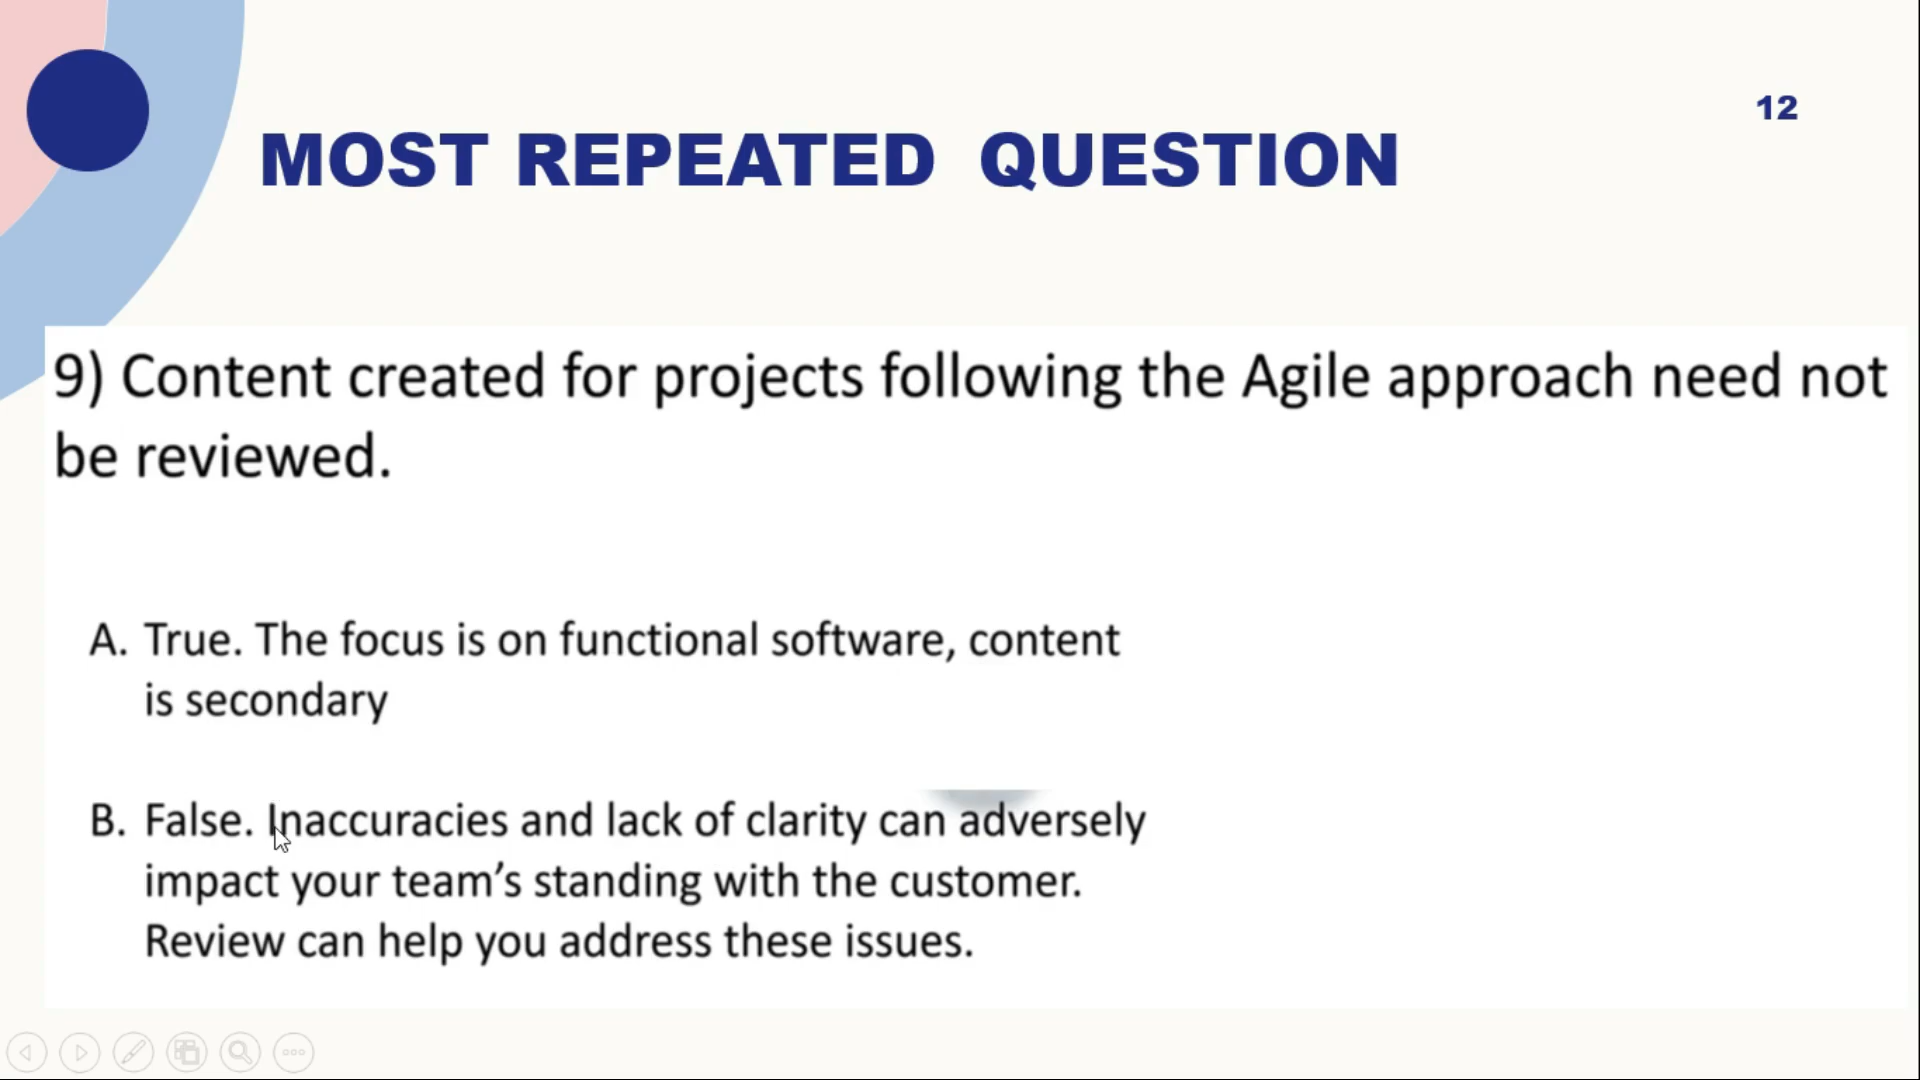 12
MOST REPEATED QUESTION
9) Content created for projects following the Agile approach need not
be reviewed.
A. True. The focus is on functional software, content
is secondary
B. False. Inaccuracies and lack of clarity can adversely
impact your team’s standing with the customer.
Review can help you address these issues.